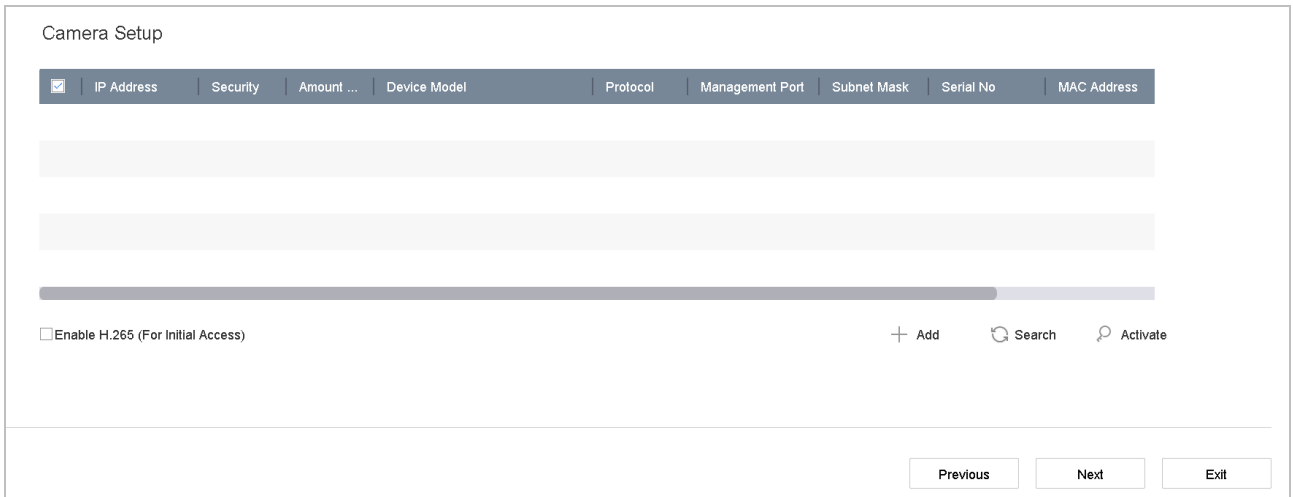 Camera Setup
IP Address Security Amount ... Device Model Protocol Management Port Subnet Mask Serial No MAC Address
Enable H.265 (For Initial Access) Add Search Activate
Previous Next Exit